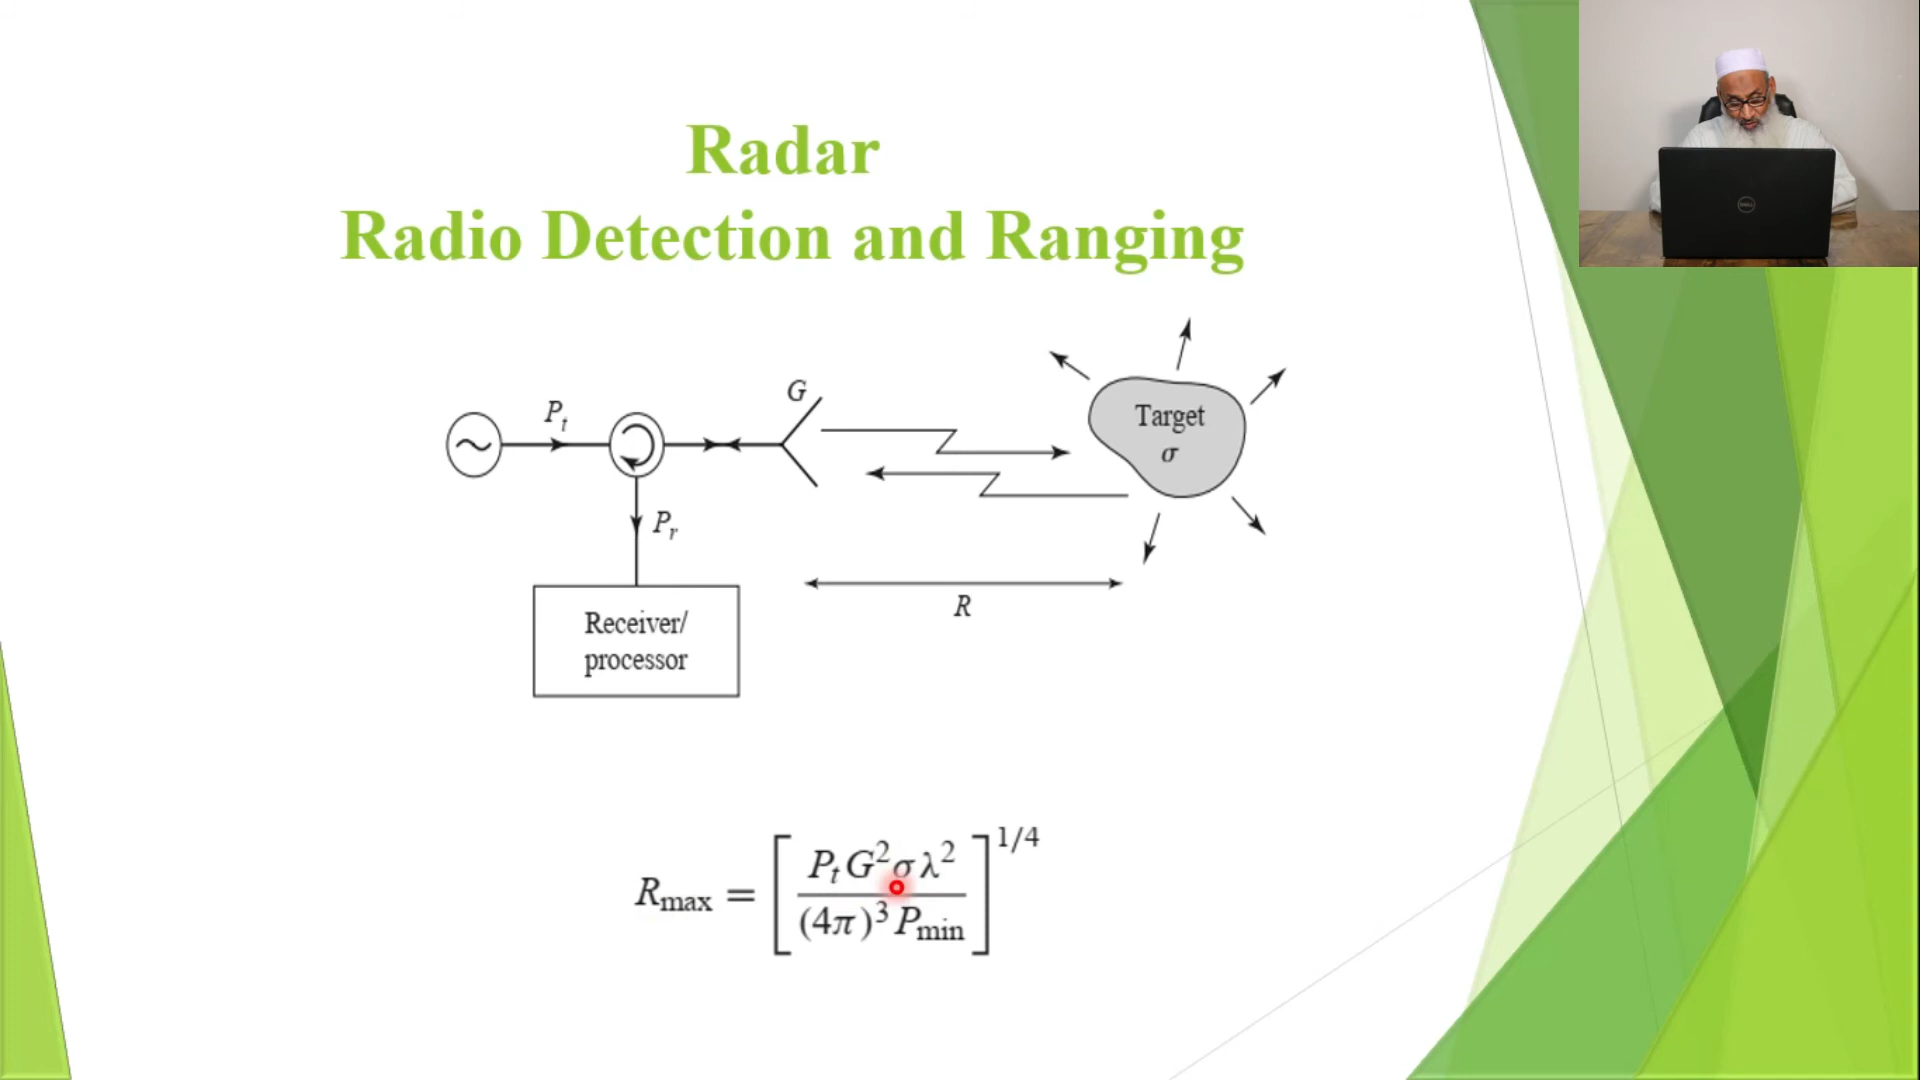 Radar
Radio Detection and Ranging
G
P_t
Target
σ
P_r
Receiver/
processor
R
R_max = [ P_t G^2 σ λ^2 / (4π)^3 P_min ]^1/4
DELL